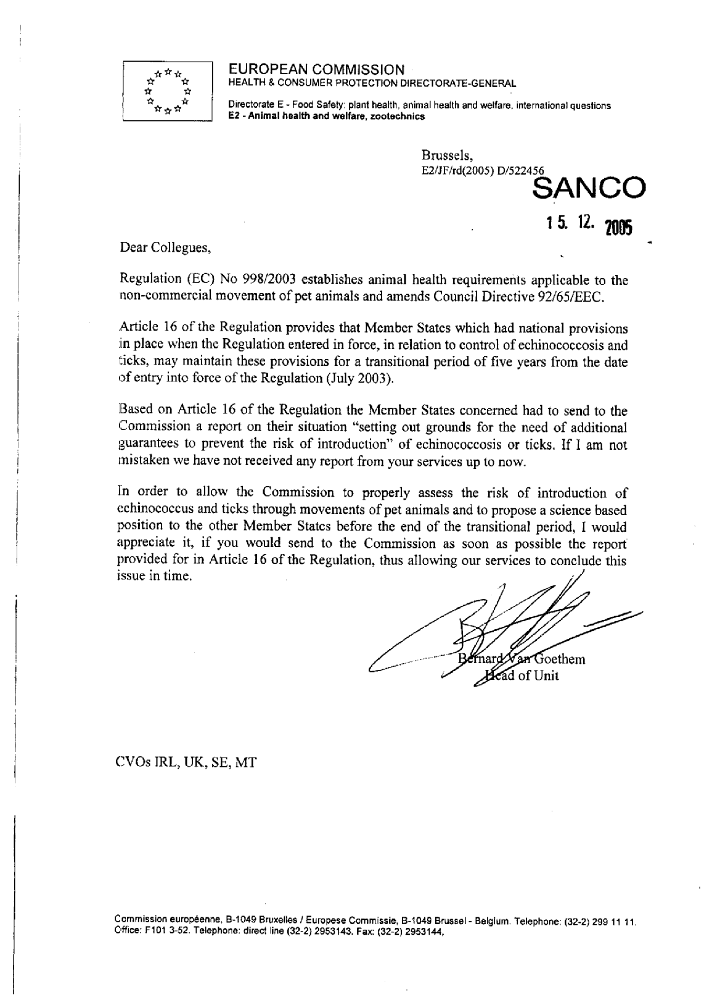 EUROPEAN COMMISSION
HEALTH & CONSUMER PROTECTION DIRECTORATE-GENERAL
Directorate E - Food Safety: plant health, animal health and welfare, international questions
E2 - Animal health and welfare, zootechnics
Brussels,
E2/JF/rd(2005) D/522456
SANCO
15. 12. 2005
Dear Collegues,
Regulation (EC) No 998/2003 establishes animal health requirements applicable to the
non-commercial movement of pet animals and amends Council Directive 92/65/EEC.
Article 16 of the Regulation provides that Member States which had national provisions
in place when the Regulation entered in force, in relation to control of echinococcosis and
ticks, may maintain these provisions for a transitional period of five years from the date
of entry into force of the Regulation (July 2003).
Based on Article 16 of the Regulation the Member States concerned had to send to the
Commission a report on their situation “setting out grounds for the need of additional
guarantees to prevent the risk of introduction” of echinococcosis or ticks. If I am not
mistaken we have not received any report from your services up to now.
In order to allow the Commission to properly assess the risk of introduction of
echinococcus and ticks through movements of pet animals and to propose a science based
position to the other Member States before the end of the transitional period, I would
appreciate it, if you would send to the Commission as soon as possible the report
provided for in Article 16 of the Regulation, thus allowing our services to conclude this
issue in time.
Bernard Van Goethem
Head of Unit
CVOs IRL, UK, SE, MT
Commission européenne, B-1049 Bruxelles / Europese Commissie, B-1049 Brussel - Belgium. Telephone: (32-2) 299 11 11.
Office: F101 3-52. Telephone: direct line (32-2) 2953143. Fax: (32-2) 2953144.